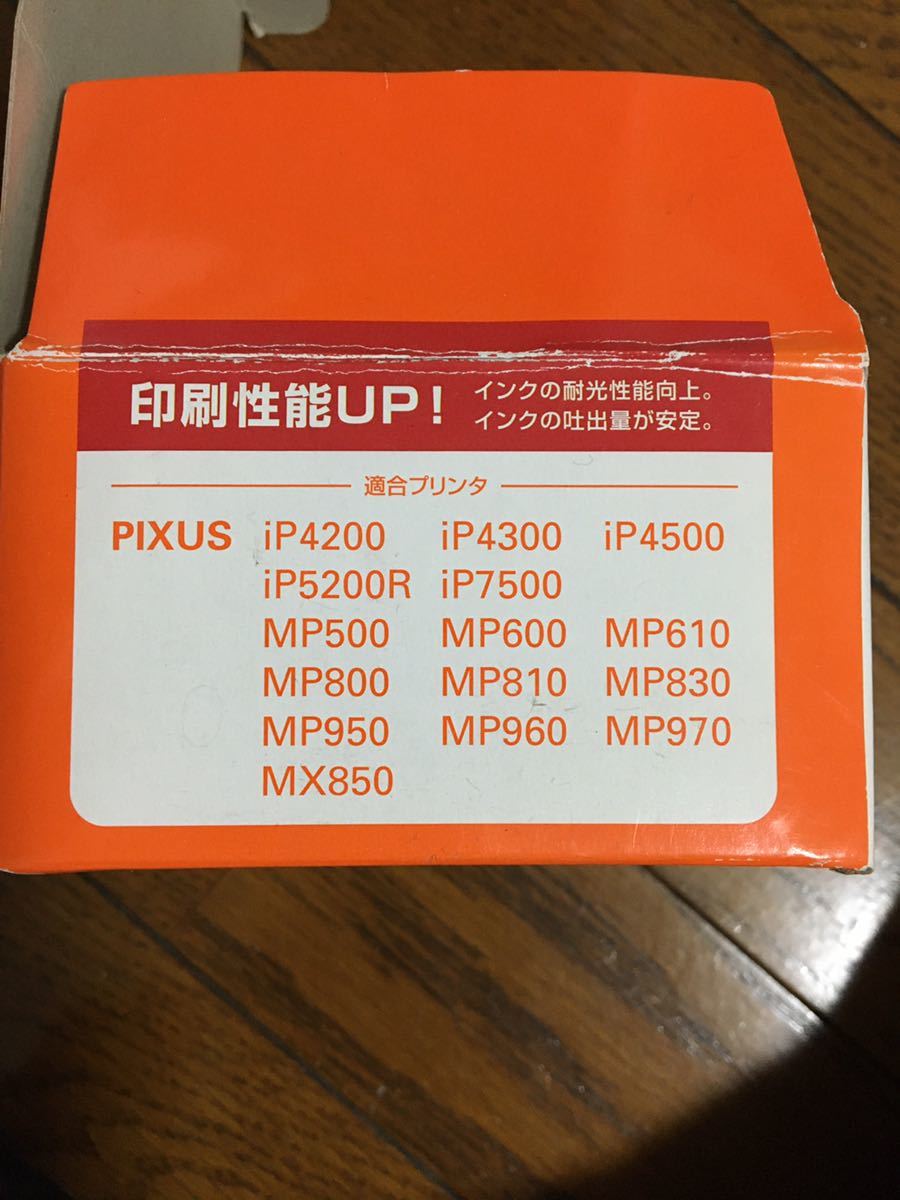 印刷性能UP!
インクの耐光性能向上。
インクの吐出量が安定。
適合プリンタ
PIXUS iP4200 iP4300 iP4500
iP5200R iP7500
MP500 MP600 MP610
MP800 MP810 MP830
MP950 MP960 MP970
MX850